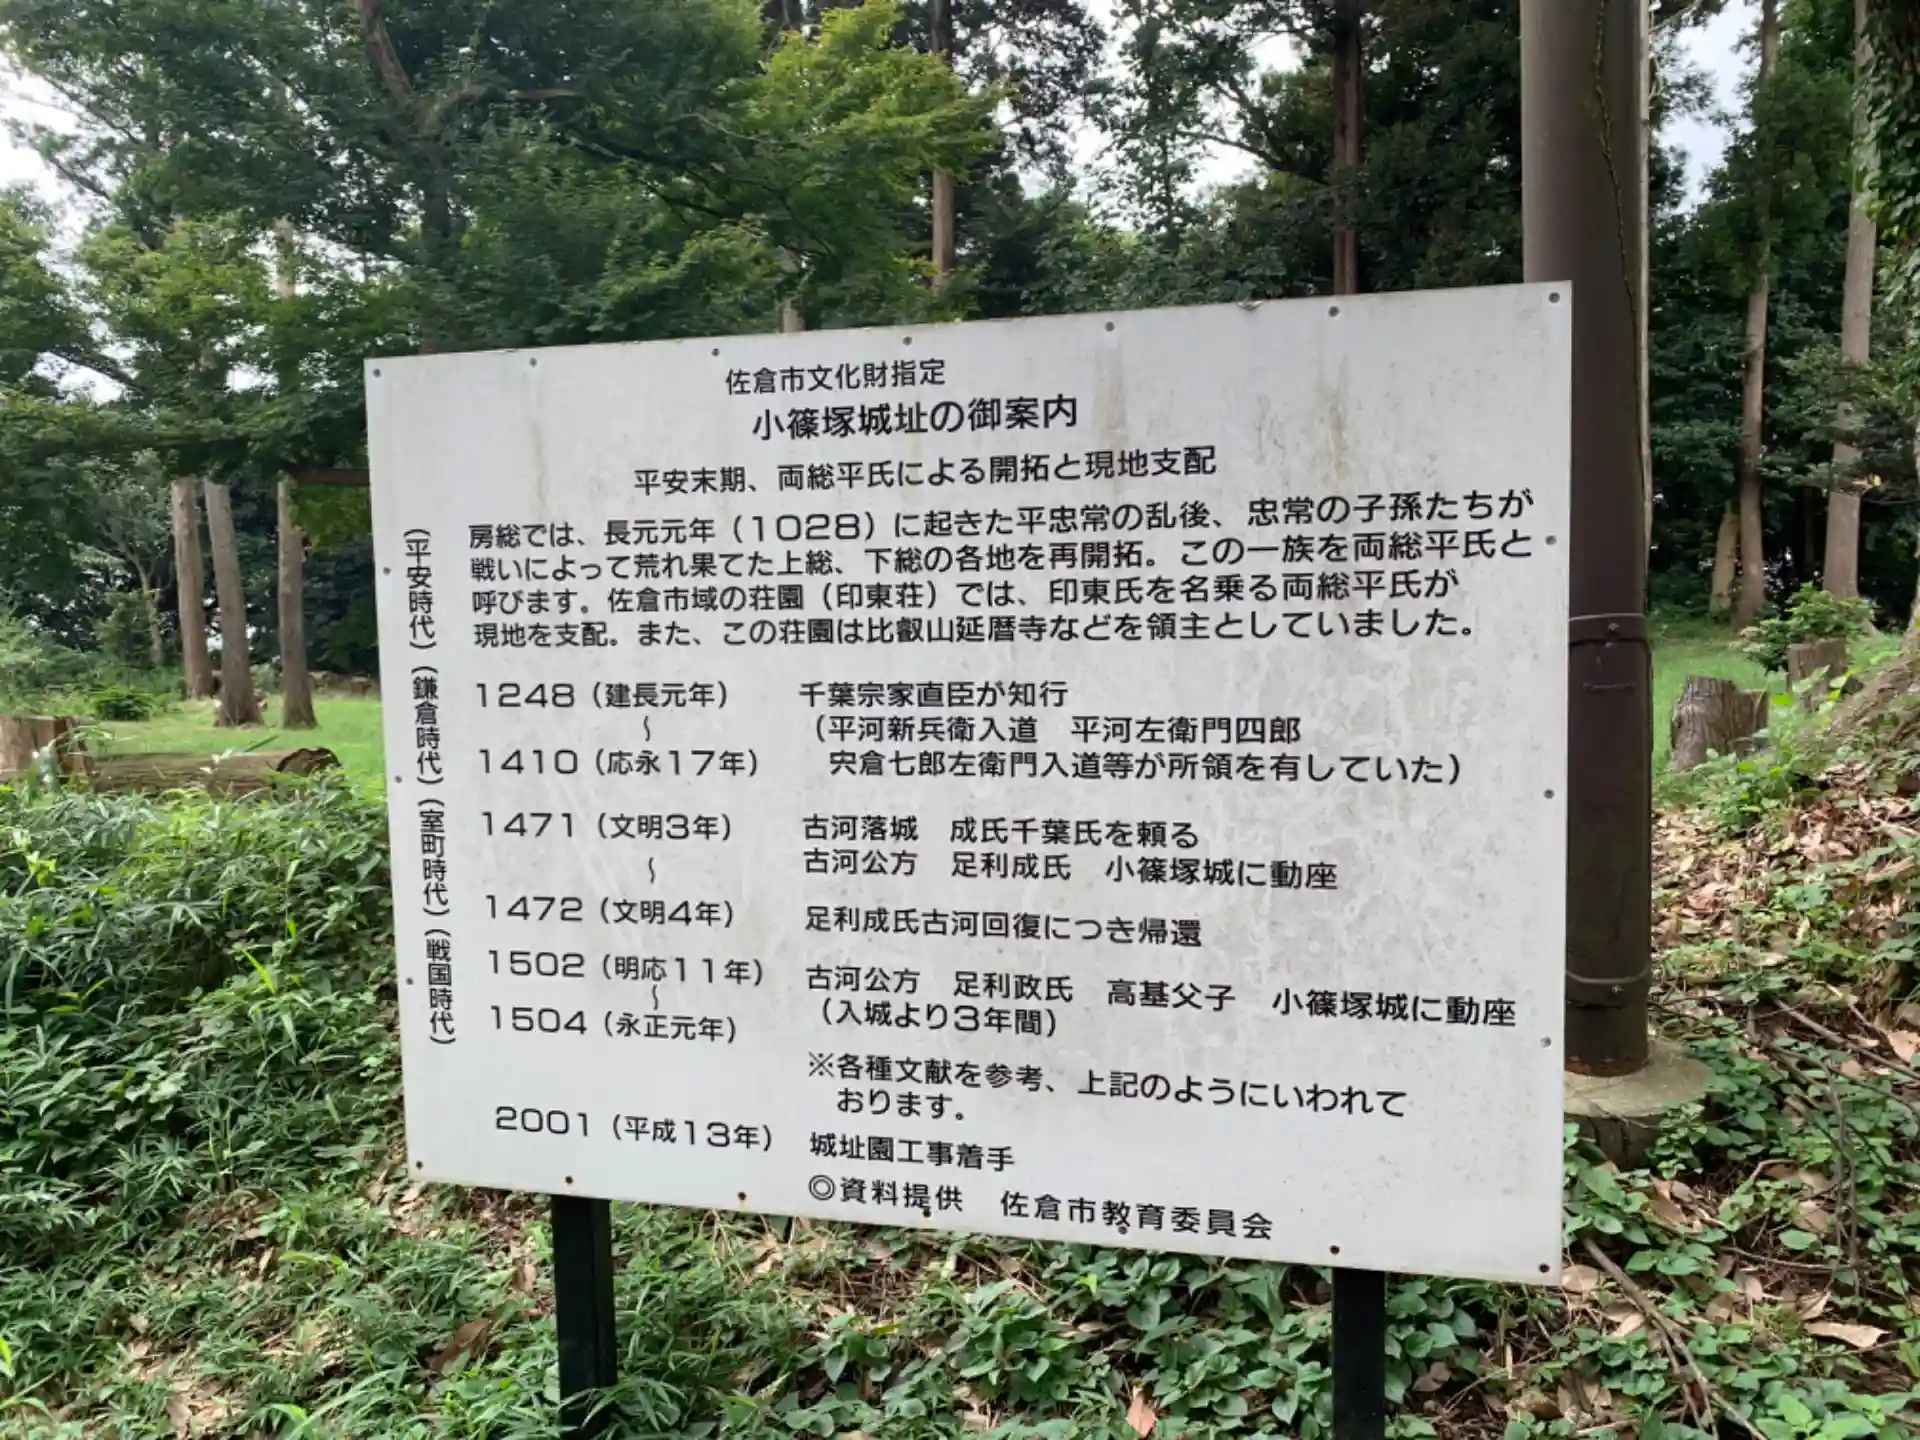 佐倉市文化財指定
小篠塚城址の御案内
平安末期、両総平氏による開拓と現地支配
(平安時代)
房総では、長元元年（1028）に起きた平忠常の乱後、忠常の子孫たちが
戦いによって荒れ果てた上総、下総の各地を再開拓。この一族を両総平氏と
呼びます。佐倉市域の荘園（印東荘）では、印東氏を名乗る両総平氏が
現地を支配。また、この荘園は比叡山延暦寺などを領主としていました。
(鎌倉時代)
1248（建長元年）　千葉宗家直臣が知行
～　（平河新兵衛入道　平河左衛門四郎
1410（応永17年）　宍倉七郎左衛門入道等が所領を有していた）
(室町時代)
1471（文明3年）　古河落城　成氏千葉氏を頼る
～　古河公方　足利成氏　小篠塚城に動座
1472（文明4年）　足利成氏古河回復につき帰還
(戦国時代)
1502（明応11年）　古河公方　足利政氏　高基父子　小篠塚城に動座
～
1504（永正元年）　（入城より3年間）
※各種文献を参考、上記のようにいわれて
おります。
2001（平成13年）　城址園工事着手
◎資料提供　佐倉市教育委員会